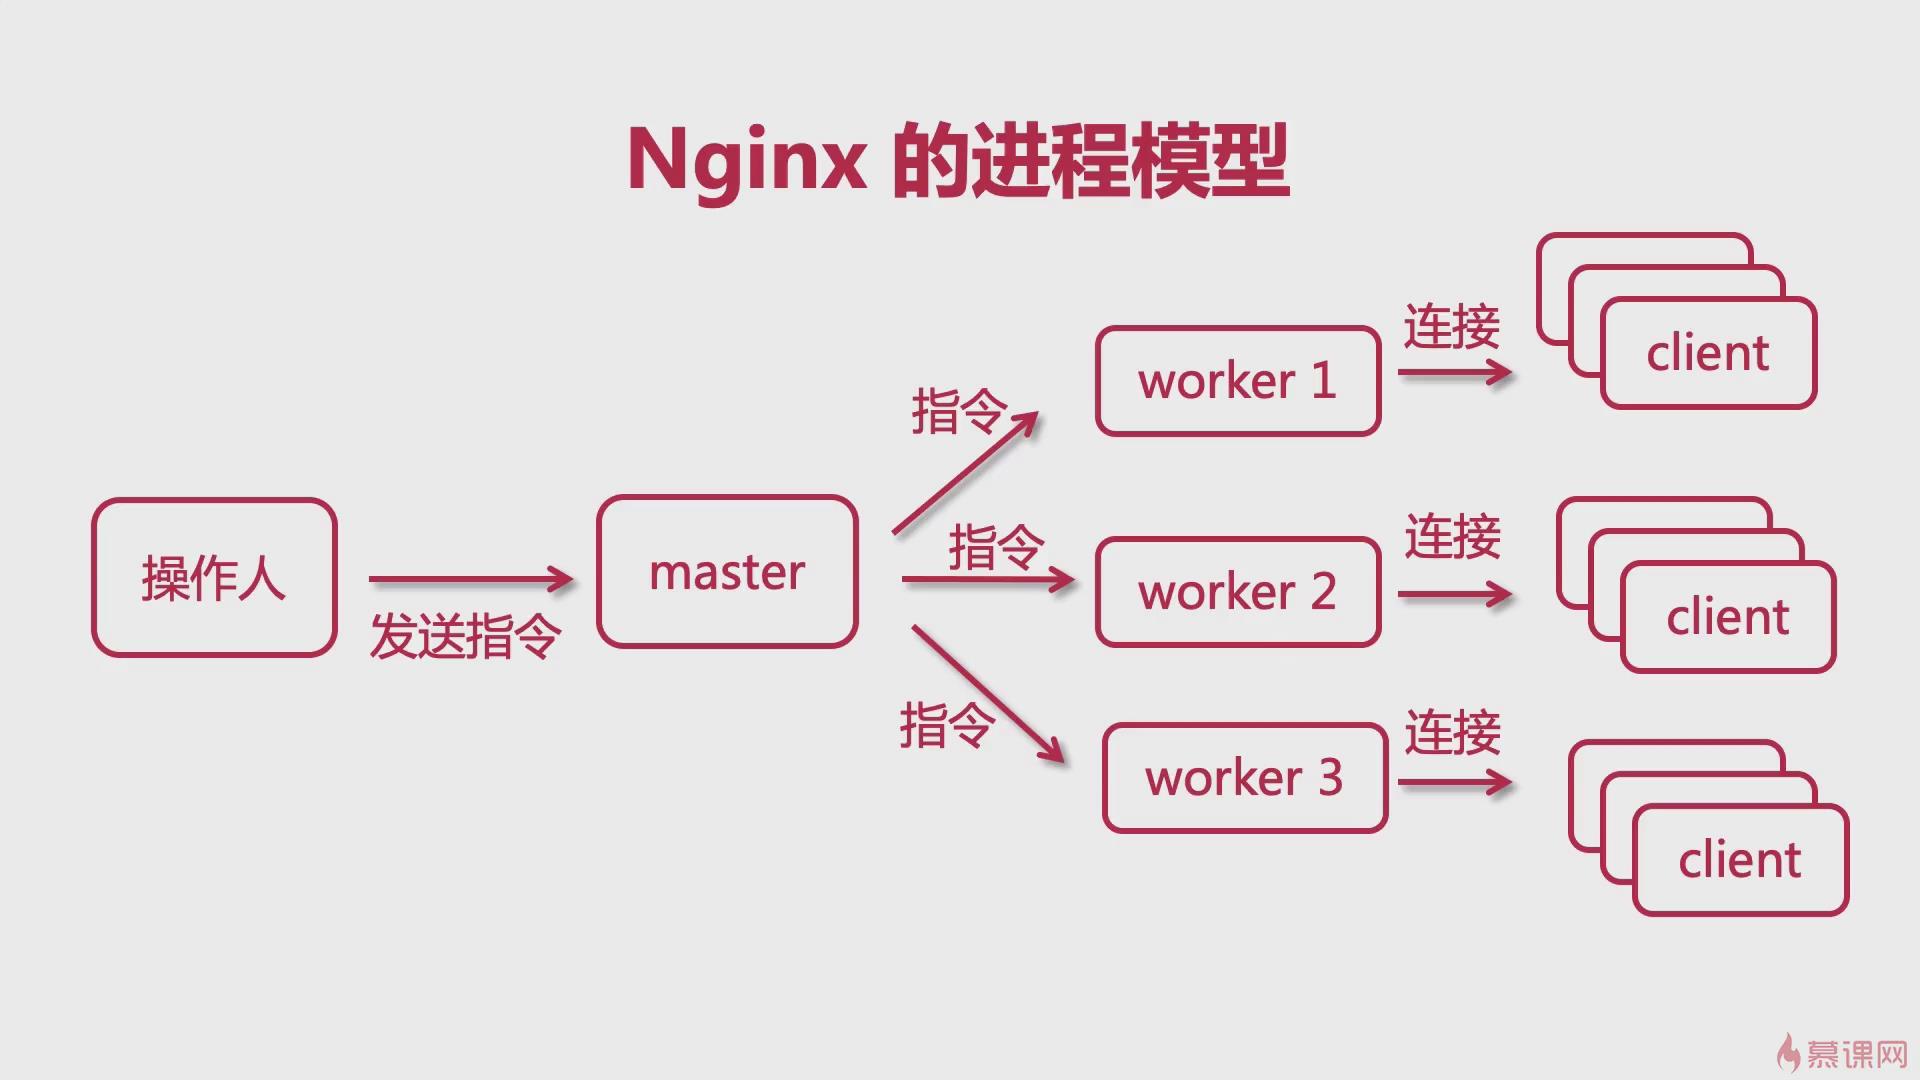 Nginx 的进程模型
操作人
发送指令
master
指令
指令
指令
worker 1
连接
client
worker 2
连接
client
worker 3
连接
client
慕课网